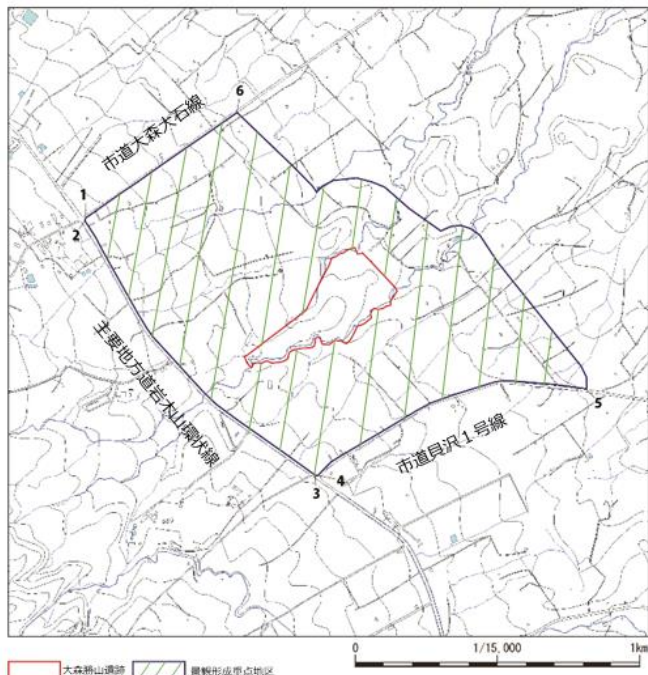 6
市道大森大石線
1
2
主要地方道岩木山環状線
5
市道貝沢1号線
4
3
0 1/15,000 1km
大森勝山遺跡 景観形成重点地区